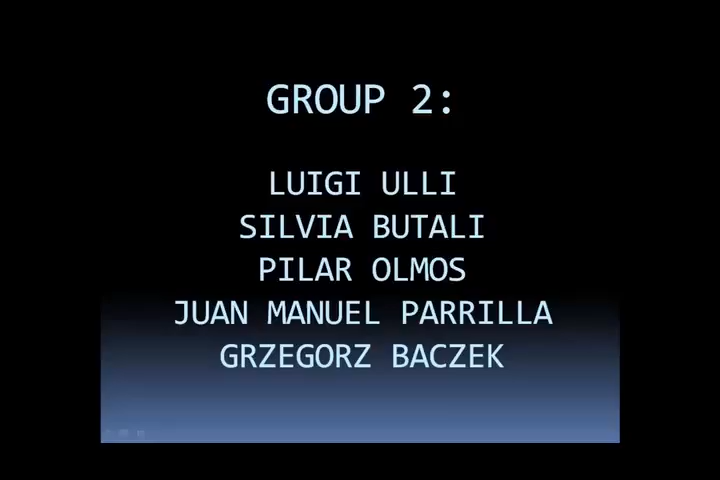 GROUP 2:
LUIGI ULLI
SILVIA BUTALI
PILAR OLMOS
JUAN MANUEL PARRILLA
GRZEGORZ BACZEK